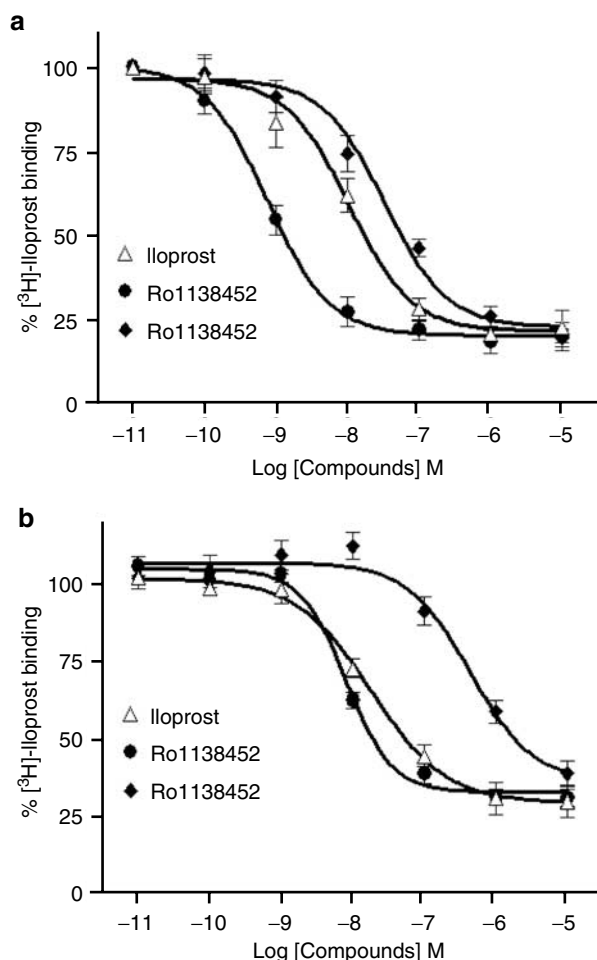 a
% [³H]-Iloprost binding
100
75
50
25
0
Iloprost
Ro1138452
Ro1138452
–11 –10 –9 –8 –7 –6 –5
Log [Compounds] M
b
% [³H]-Iloprost binding
100
75
50
25
0
Iloprost
Ro1138452
Ro1138452
–11 –10 –9 –8 –7 –6 –5
Log [Compounds] M